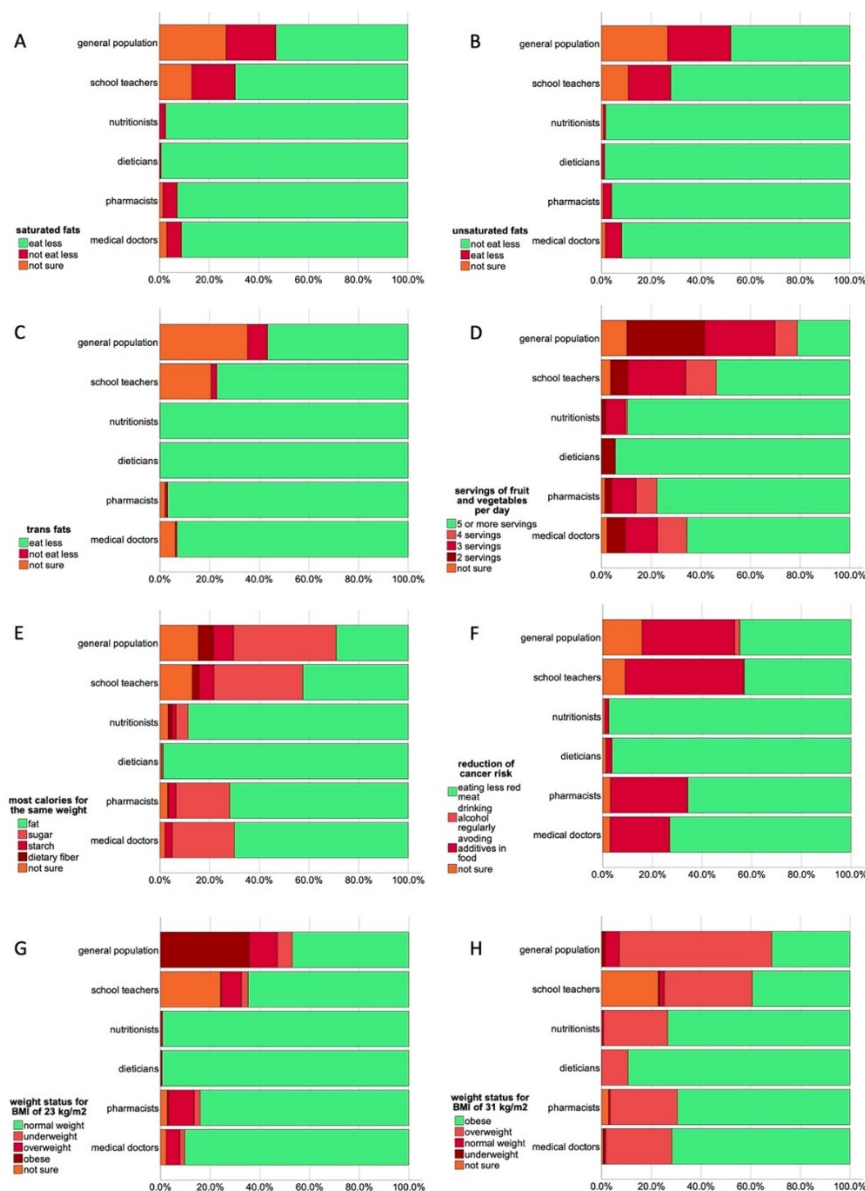 A
general population
school teachers
nutritionists
dieticians
pharmacists
medical doctors
saturated fats
eat less
not eat less
not sure
0.0% 20.0% 40.0% 60.0% 80.0% 100.0%
B
general population
school teachers
nutritionists
dieticians
pharmacists
medical doctors
unsaturated fats
not eat less
eat less
not sure
0.0% 20.0% 40.0% 60.0% 80.0% 100.0%
C
general population
school teachers
nutritionists
dieticians
pharmacists
medical doctors
trans fats
eat less
not eat less
not sure
0.0% 20.0% 40.0% 60.0% 80.0% 100.0%
D
general population
school teachers
nutritionists
dieticians
pharmacists
medical doctors
servings of fruit
and vegetables
per day
5 or more servings
4 servings
3 servings
2 servings
not sure
0.0% 20.0% 40.0% 60.0% 80.0% 100.0%
E
general population
school teachers
nutritionists
dieticians
pharmacists
medical doctors
most calories for
the same weight
fat
sugar
starch
dietary fiber
not sure
0.0% 20.0% 40.0% 60.0% 80.0% 100.0%
F
general population
school teachers
nutritionists
dieticians
pharmacists
medical doctors
reduction of
cancer risk
eating less red
meat
drinking
alcohol
regularly
avoding
additives in
food
not sure
0.0% 20.0% 40.0% 60.0% 80.0% 100.0%
G
general population
school teachers
nutritionists
dieticians
pharmacists
medical doctors
weight status for
BMI of 23 kg/m2
normal weight
underweight
overweight
obese
not sure
0.0% 20.0% 40.0% 60.0% 80.0% 100.0%
H
general population
school teachers
nutritionists
dieticians
pharmacists
medical doctors
weight status for
BMI of 31 kg/m2
obese
overweight
normal weight
underweight
not sure
0.0% 20.0% 40.0% 60.0% 80.0% 100.0%